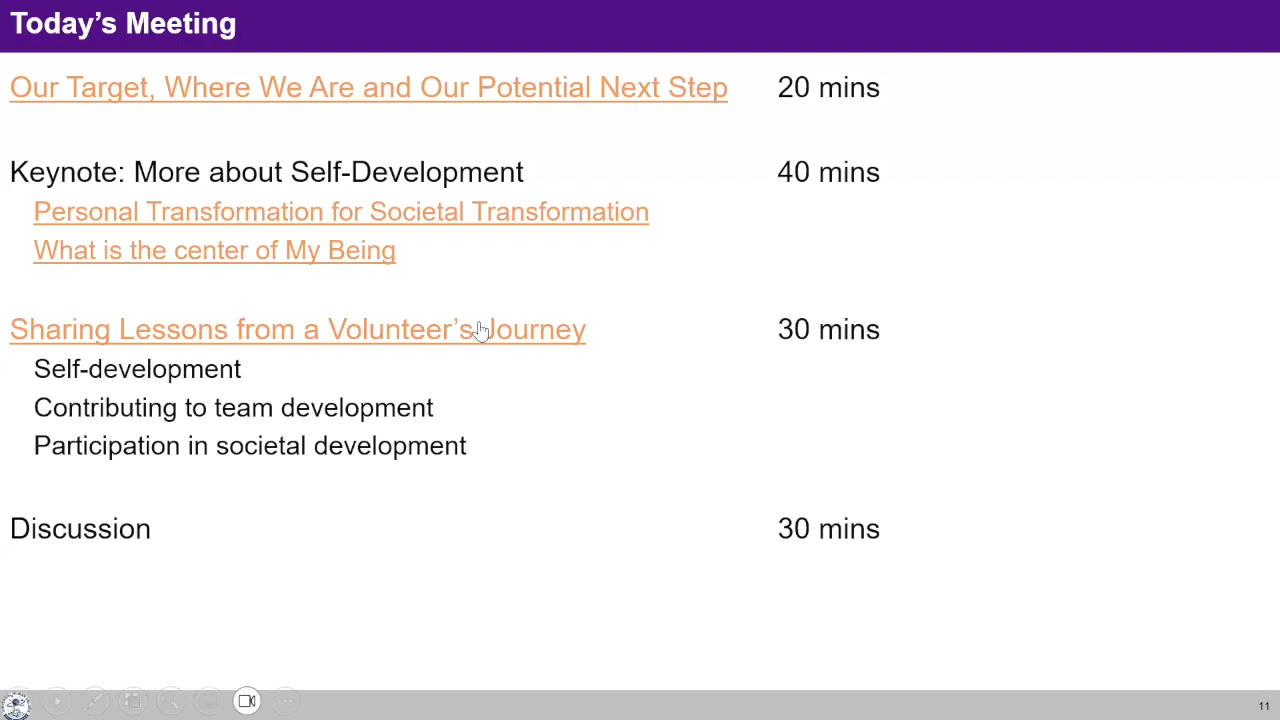 Today’s Meeting
Our Target, Where We Are and Our Potential Next Step 20 mins
Keynote: More about Self-Development 40 mins
Personal Transformation for Societal Transformation
What is the center of My Being
Sharing Lessons from a Volunteer’s Journey 30 mins
Self-development
Contributing to team development
Participation in societal development
Discussion 30 mins
11